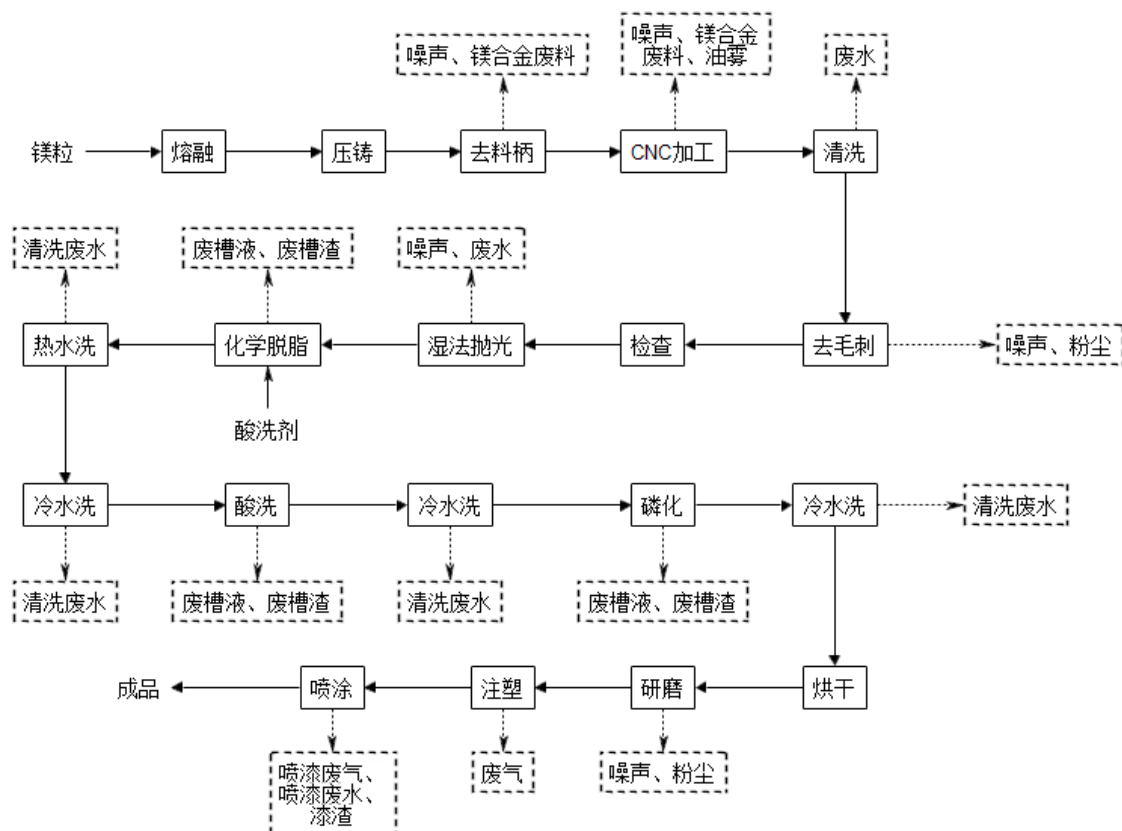 噪声、镁合金废料
噪声、镁合金
废料、油雾
废水
镁粒
熔融
压铸
去料柄
CNC加工
清洗
清洗废水
废槽液、废槽渣
噪声、废水
热水洗
化学脱脂
湿法抛光
检查
去毛刺
噪声、粉尘
酸洗剂
冷水洗
酸洗
冷水洗
磷化
冷水洗
清洗废水
清洗废水
废槽液、废槽渣
清洗废水
废槽液、废槽渣
成品
喷涂
注塑
研磨
烘干
喷漆废气、
喷漆废水、
漆渣
废气
噪声、粉尘